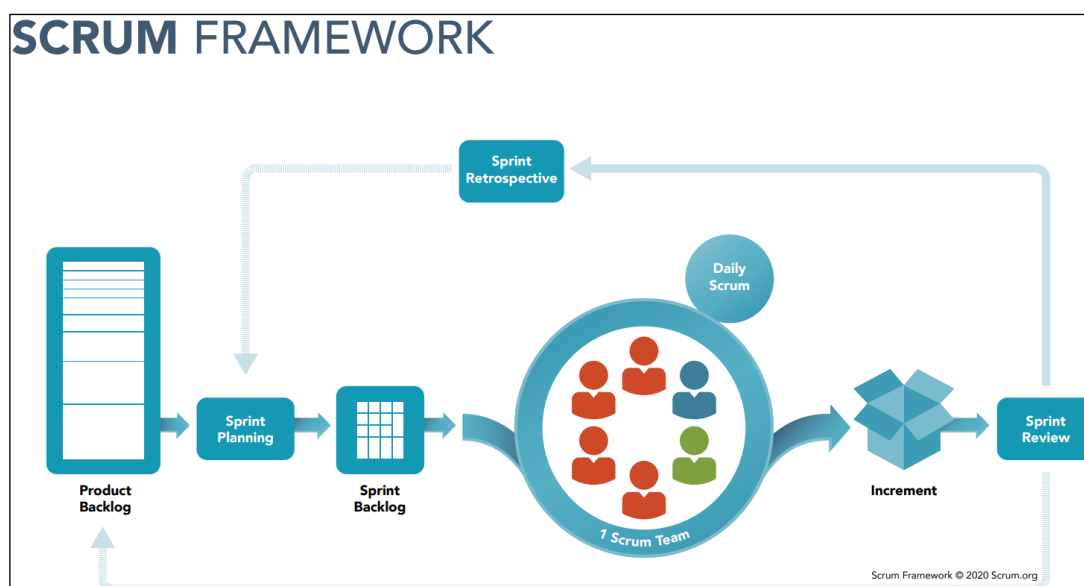 SCRUM FRAMEWORK
Sprint
Retrospective
Daily
Scrum
Sprint
Planning
Sprint
Review
Product
Backlog
Sprint
Backlog
1 Scrum Team
Increment
Scrum Framework © 2020 Scrum.org